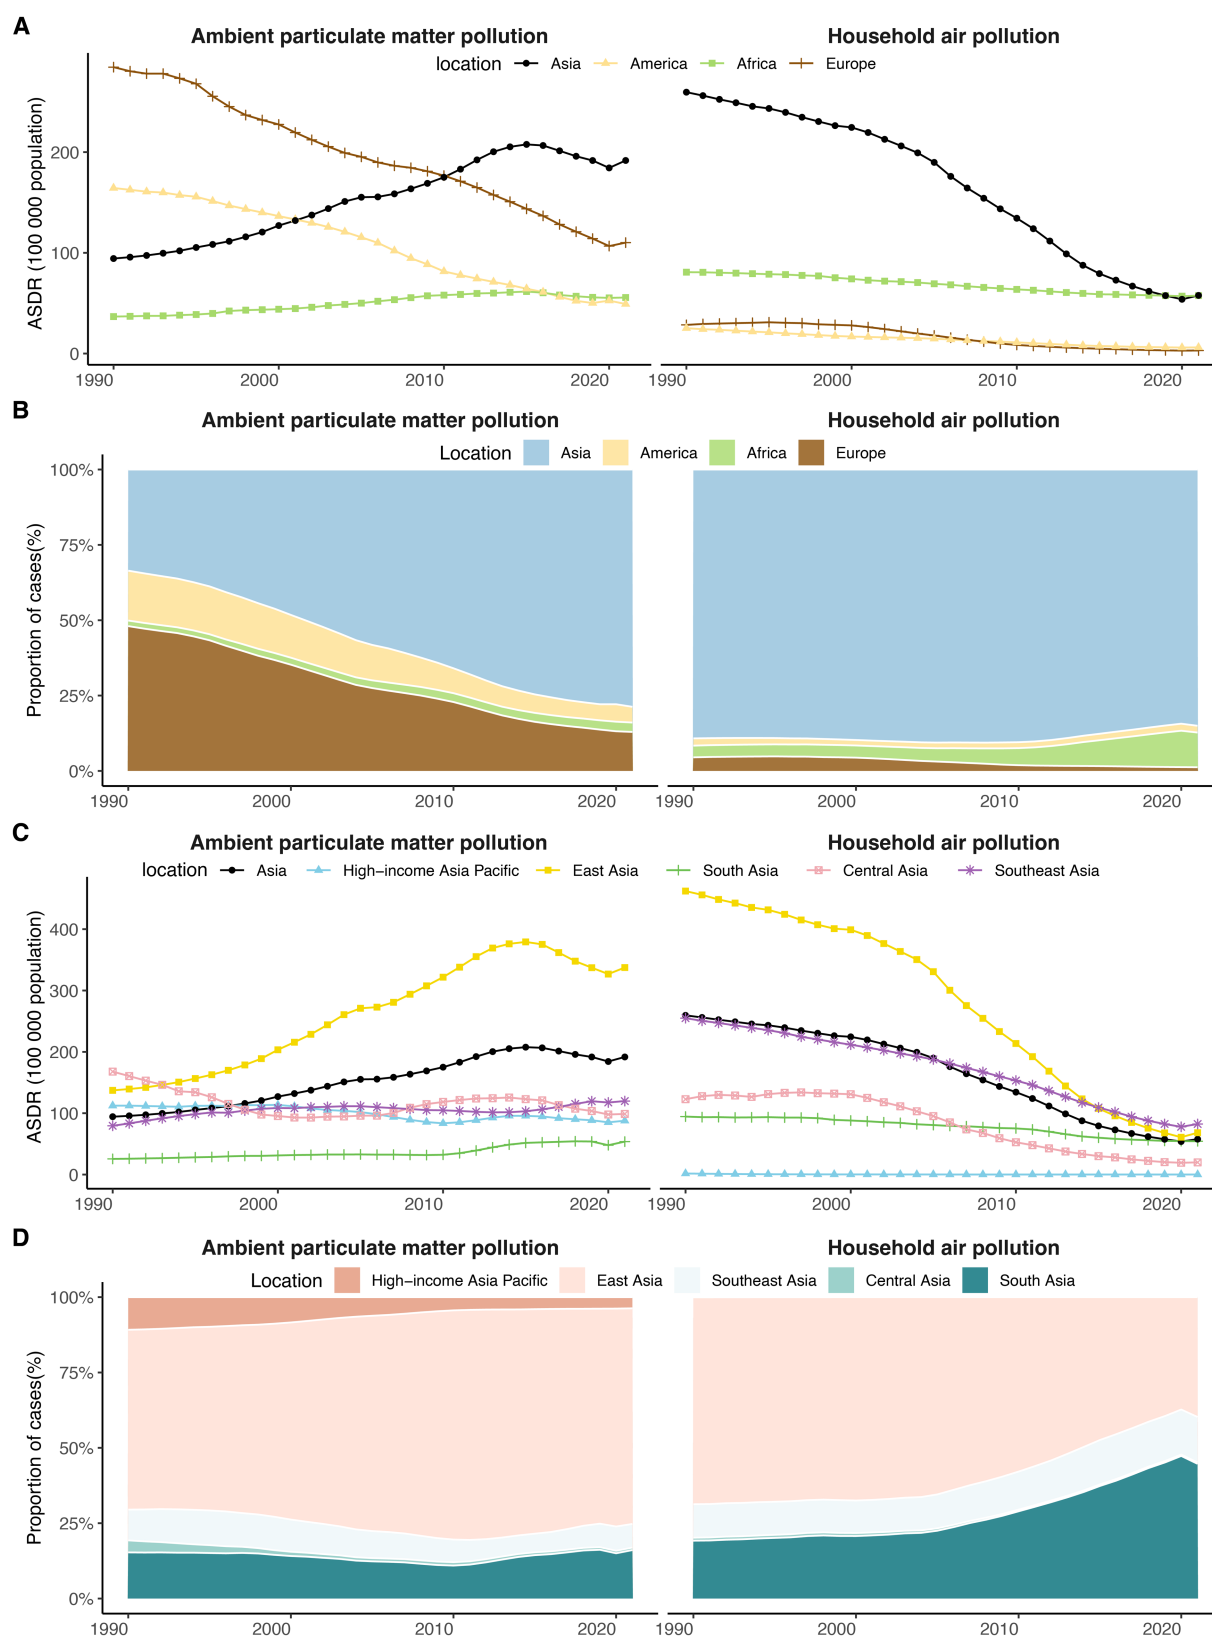 A
Ambient particulate matter pollution
Household air pollution
location Asia America Africa Europe
ASDR (100 000 population)
200
100
0
1990 2000 2010 2020
1990 2000 2010 2020
B
Ambient particulate matter pollution
Household air pollution
Location Asia America Africa Europe
Proportion of cases(%)
100%
75%
50%
25%
0%
1990 2000 2010 2020
1990 2000 2010 2020
C
Ambient particulate matter pollution
Household air pollution
location Asia High−income Asia Pacific East Asia South Asia Central Asia Southeast Asia
ASDR (100 000 population)
400
300
200
100
0
1990 2000 2010 2020
1990 2000 2010 2020
D
Ambient particulate matter pollution
Household air pollution
Location High−income Asia Pacific East Asia Southeast Asia Central Asia South Asia
Proportion of cases(%)
100%
75%
50%
25%
0%
1990 2000 2010 2020
1990 2000 2010 2020